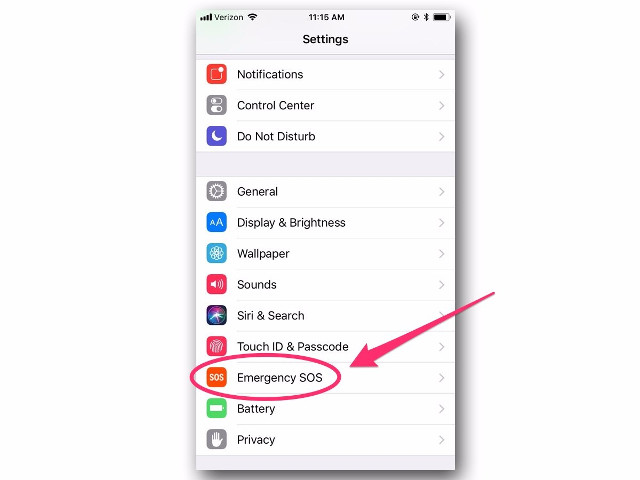 Verizon 11:15 AM
Settings
Notifications
Control Center
Do Not Disturb
General
AA Display & Brightness
Wallpaper
Sounds
Siri & Search
Touch ID & Passcode
SOS Emergency SOS
Battery
Privacy